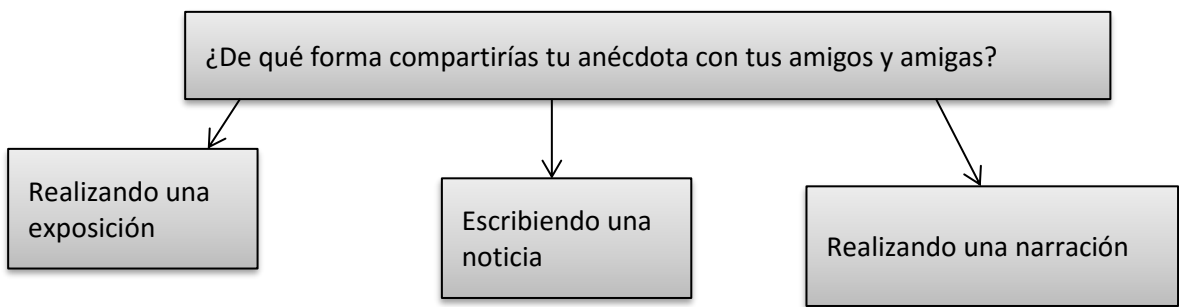 ¿De qué forma compartirías tu anécdota con tus amigos y amigas?
Realizando una
exposición
Escribiendo una
noticia
Realizando una narración